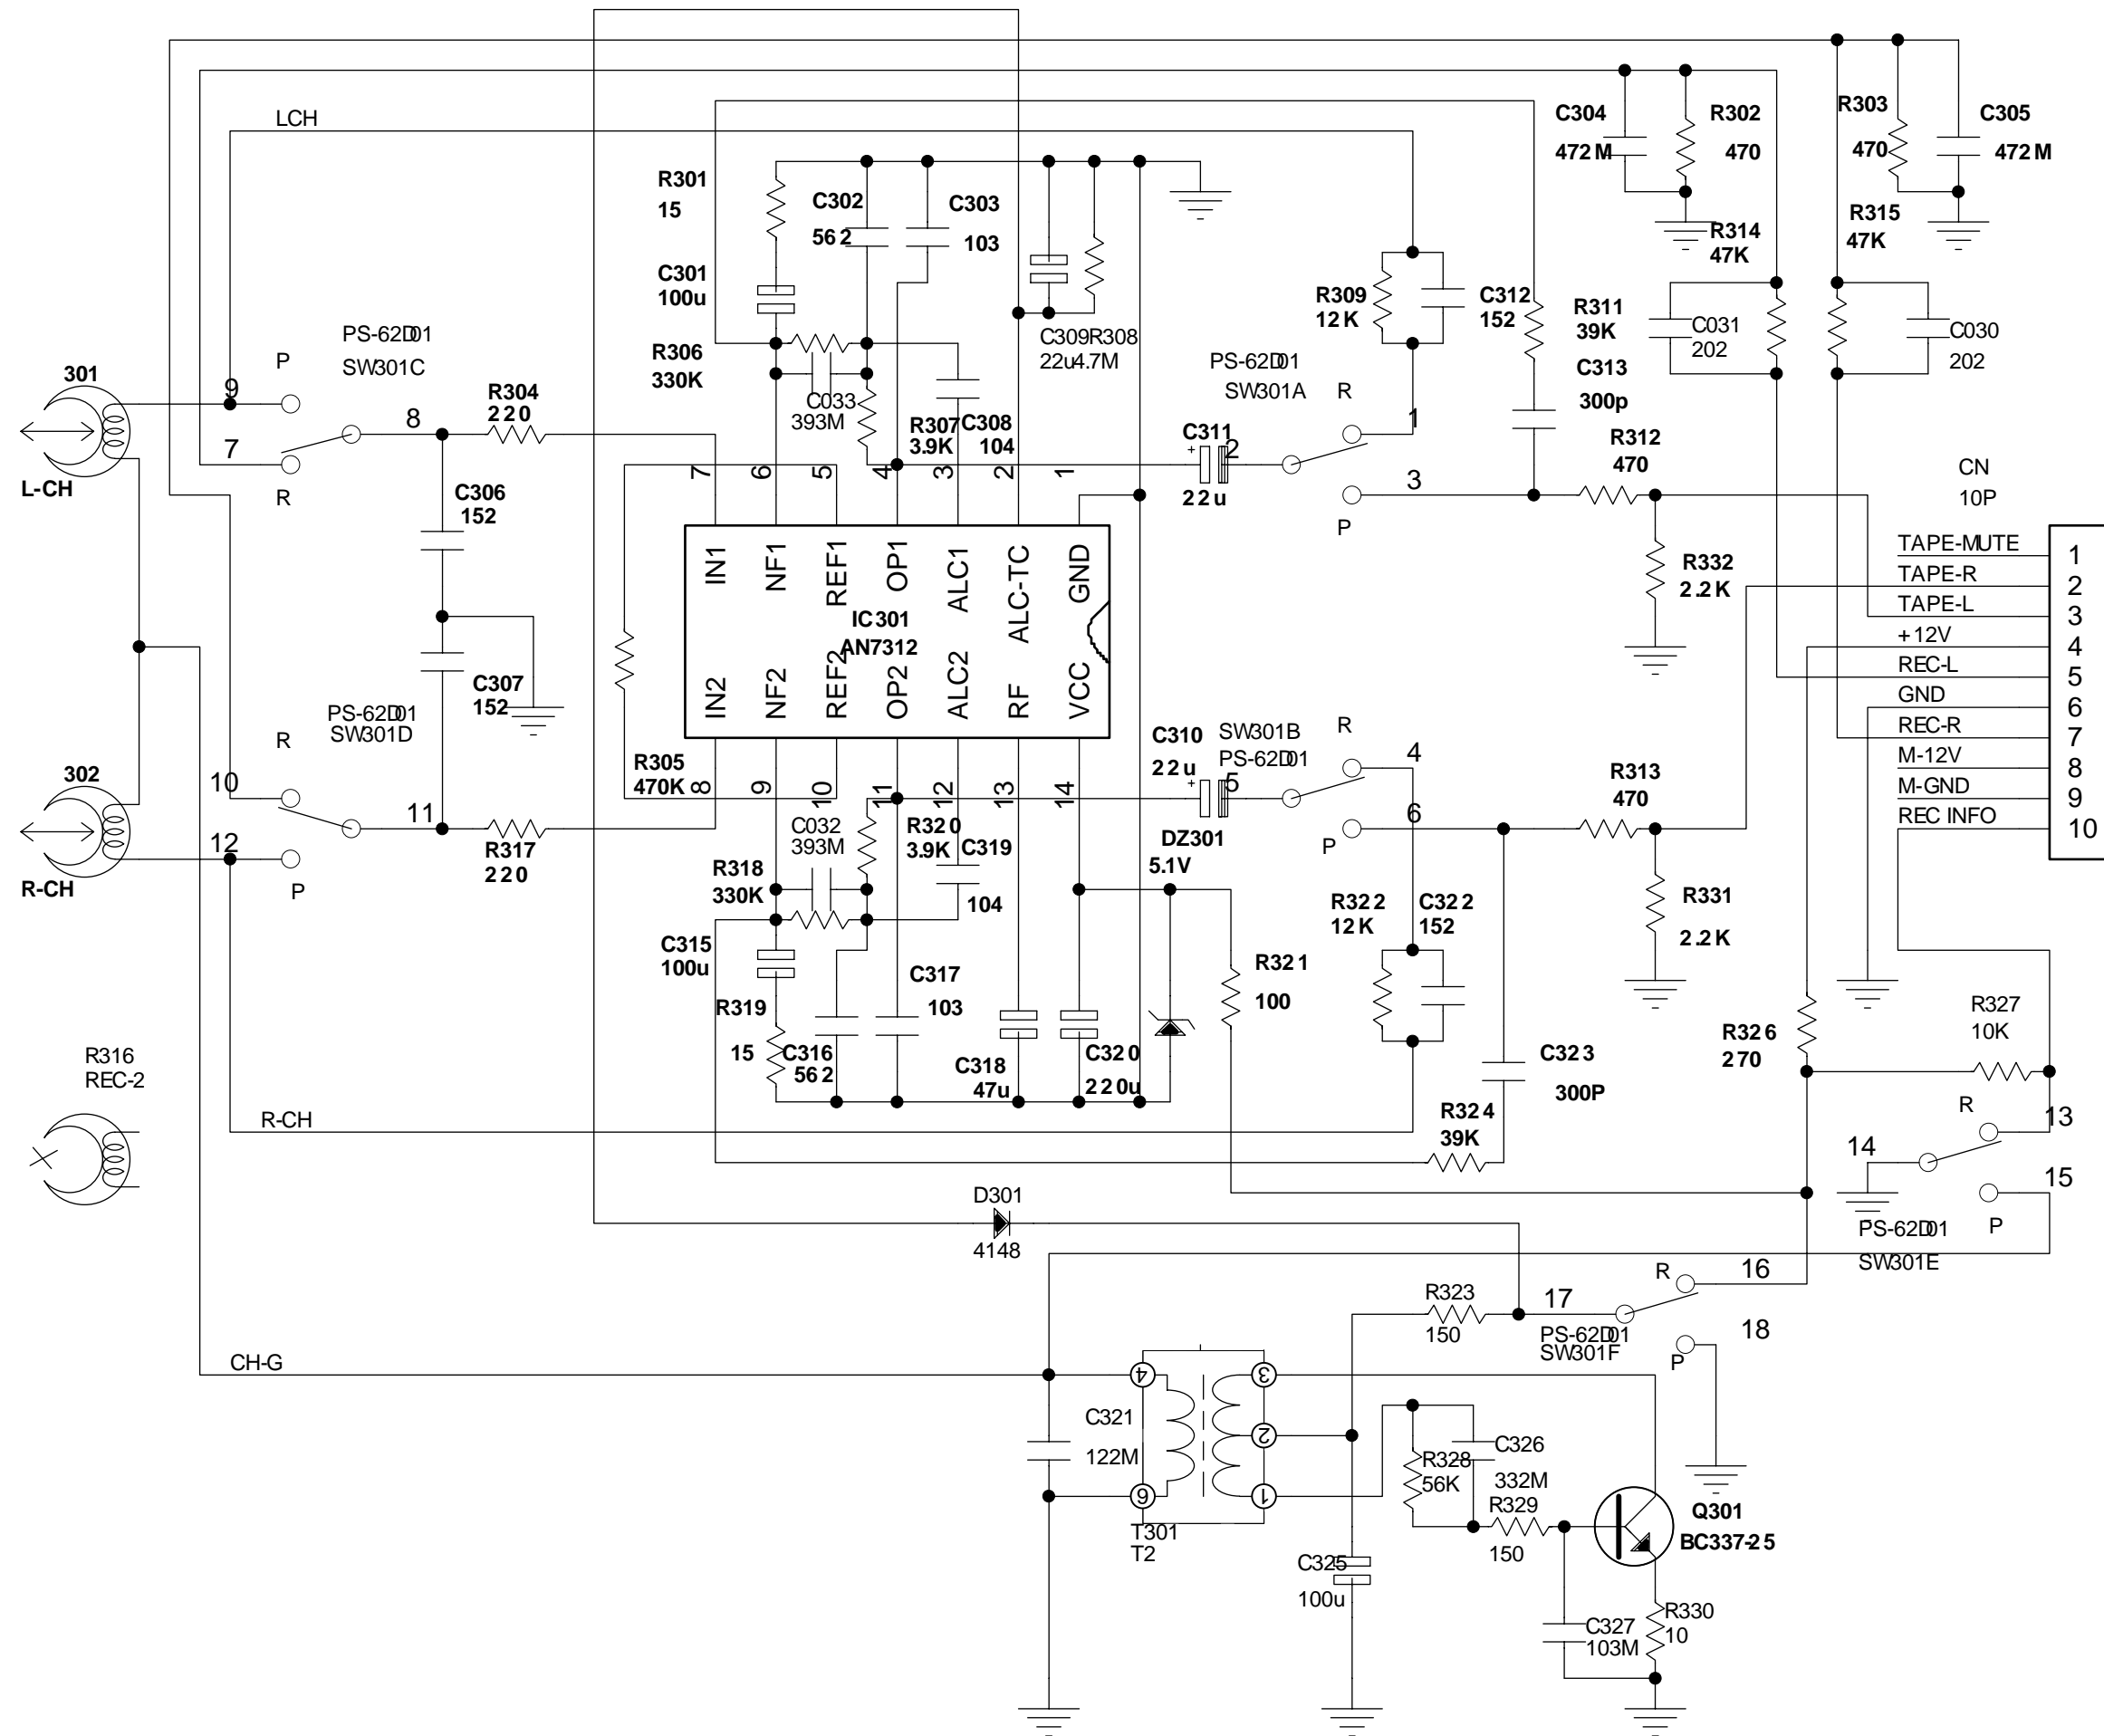 LCH
R301
15
C302
562
C303
103
C301
100u
C304
472M
R302
470
R303
470
C305
472M
R314
47K
R315
47K
PS-62D01
SW301C
P
R
301
9
7
8
L-CH
R304
220
R306
330K
C033
393M
R307
3.9K
C308
104
C309
22u
R308
4.7M
R309
12K
C312
152
R311
39K
C313
300p
C031
202
C030
202
PS-62D01
SW301A
R
P
1
2
3
C311
+
22u
R312
470
CN
10P
C306
152
7
6
5
4
3
2
1
IN1
NF1
REF1
OP1
ALC1
ALC-TC
GND
IC301
AN7312
IN2
NF2
REF2
OP2
ALC2
RF
VCC
8
9
10
11
12
13
14
R332
2.2K
TAPE-MUTE
1
TAPE-R
2
TAPE-L
3
+12V
4
REC-L
5
GND
6
REC-R
7
M-12V
8
M-GND
9
REC INFO
10
C307
152
PS-62D01
SW301D
R
P
302
10
11
12
R-CH
R317
220
R305
470K
C310
22u
+
SW301B
PS-62D01
R
P
4
5
6
R313
470
C032
393M
R320
3.9K
C319
104
R318
330K
DZ301
5.1V
C315
100u
R319
15
C316
562
C317
103
C318
47u
C320
220u
R321
100
R322
12K
C322
152
R331
2.2K
R326
270
R327
10K
C323
300P
R324
39K
R316
REC-2
R-CH
D301
4148
R
13
14
15
P
PS-62D01
SW301E
R
16
17
18
P
PS-62D01
SW301F
R323
150
CH-G
C321
122M
4
3
2
6
1
T301
T2
C325
100u
R328
56K
C326
332M
R329
150
Q301
BC337-25
C327
103M
R330
10